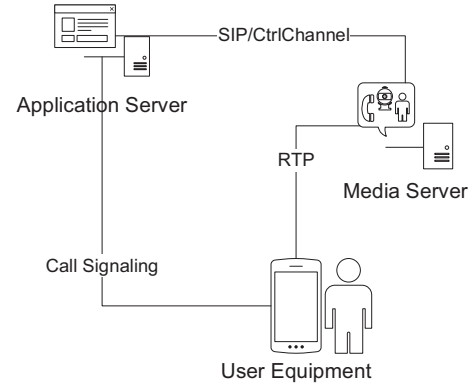 SIP/CtrlChannel
Application Server
RTP
Media Server
Call Signaling
User Equipment